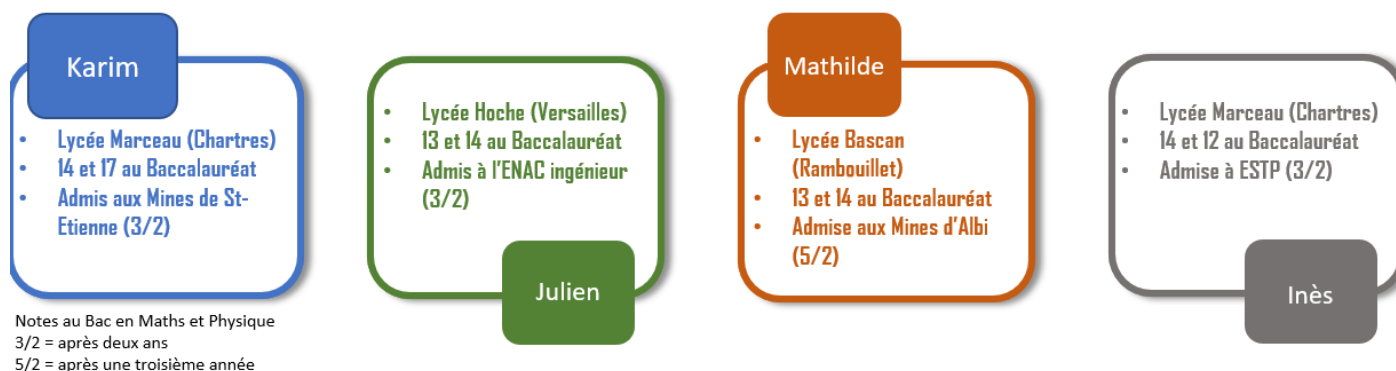 Karim
• Lycée Marceau (Chartres)
• 14 et 17 au Baccalauréat
• Admis aux Mines de St-
Etienne (3/2)
• Lycée Hoche (Versailles)
• 13 et 14 au Baccalauréat
• Admis à l'ENAC ingénieur
(3/2)
Julien
Mathilde
• Lycée Bascan
(Rambouillet)
• 13 et 14 au Baccalauréat
• Admise aux Mines d'Albi
(5/2)
• Lycée Marceau (Chartres)
• 14 et 12 au Baccalauréat
• Admise à ESTP (3/2)
Inès
Notes au Bac en Maths et Physique
3/2 = après deux ans
5/2 = après une troisième année